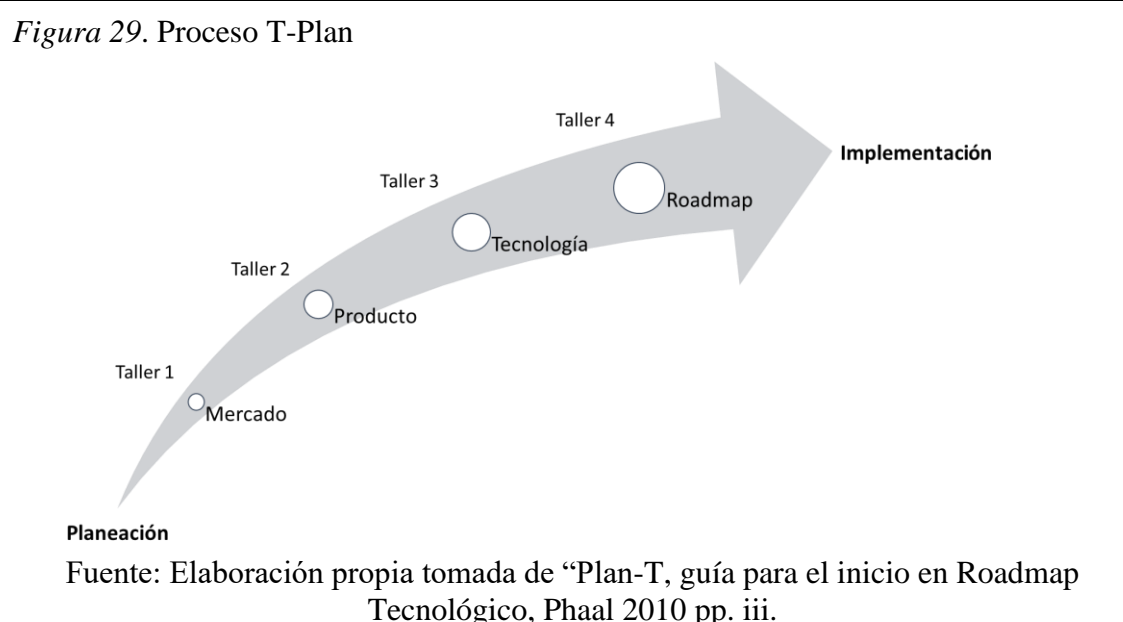 Figura 29. Proceso T-Plan
Taller 4
Implementación
Taller 3
Roadmap
Tecnología
Taller 2
Producto
Taller 1
Mercado
Planeación
Fuente: Elaboración propia tomada de “Plan-T, guía para el inicio en Roadmap
Tecnológico, Phaal 2010 pp. iii.